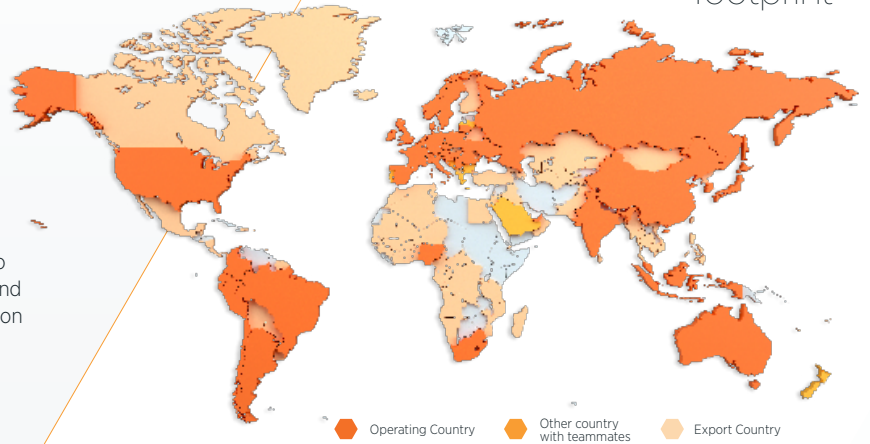 footprint
nd
on
Operating Country
Other country
with teammates
Export Country